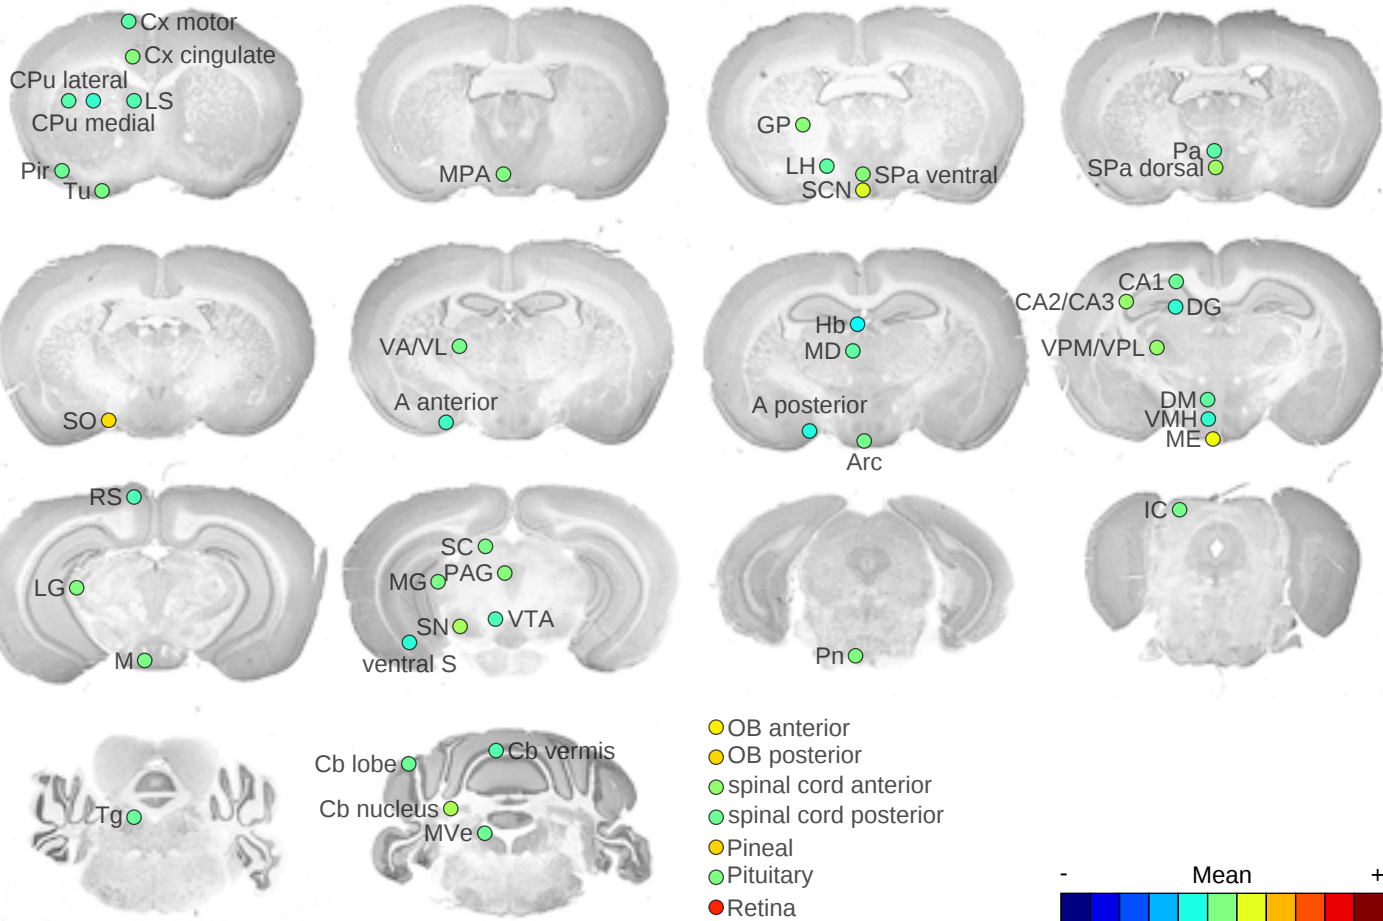 Cx motor
Cx cingulate
CPu lateral
LS
CPu medial
Pir
Tu
MPA
GP
LH
SPa ventral
SCN
Pa
SPa dorsal
SO
VA/VL
A anterior
Hb
MD
A posterior
Arc
CA1
CA2/CA3
DG
VPM/VPL
DM
VMH
ME
RS
LG
M
SC
MG
PAG
SN
VTA
ventral S
Pn
IC
Tg
Cb lobe
Cb vermis
Cb nucleus
MVe
OB anterior
OB posterior
spinal cord anterior
spinal cord posterior
Pineal
Pituitary
Retina
- Mean +